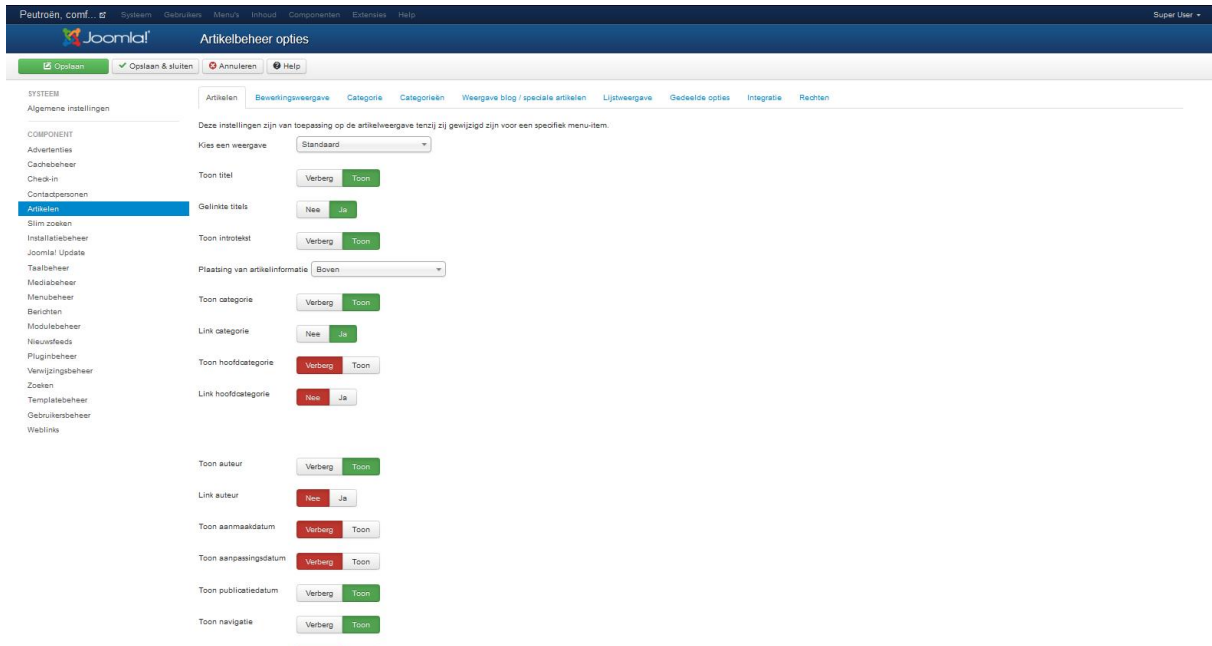 Peutroën, comf... Systeem Gebruikers Menu's Inhoud Componenten Extensies Help Super User
Joomla! Artikelbeheer opties
Opslaan Opslaan & sluiten Annuleren Help
SYSTEEM
Algemene instellingen
COMPONENT
Advertenties
Cachebeheer
Check-in
Contactpersonen
Artikelen
Slim zoeken
Installatiebeheer
Joomla! Update
Taalbeheer
Mediabeheer
Menubeheer
Berichten
Modulebeheer
Nieuwsfeeds
Pluginbeheer
Verwijzingsbeheer
Zoeken
Templatebeheer
Gebruikersbeheer
Weblinks
Artikelen Bewerkingsweergave Categorie Categorieën Weergave blog / speciale artikelen Lijstweergave Gedeelde opties Integratie Rechten
Deze instellingen zijn van toepassing op de artikelweergave tenzij zij gewijzigd zijn voor een specifiek menu-item.
Kies een weergave Standaard
Toon titel Verberg Toon
Gelinkte titels Nee Ja
Toon introtekst Verberg Toon
Plaatsing van artikelinformatie Boven
Toon categorie Verberg Toon
Link categorie Nee Ja
Toon hoofdcategorie Verberg Toon
Link hoofdcategorie Nee Ja
Toon auteur Verberg Toon
Link auteur Nee Ja
Toon aanmaakdatum Verberg Toon
Toon aanpassingsdatum Verberg Toon
Toon publicatiedatum Verberg Toon
Toon navigatie Verberg Toon